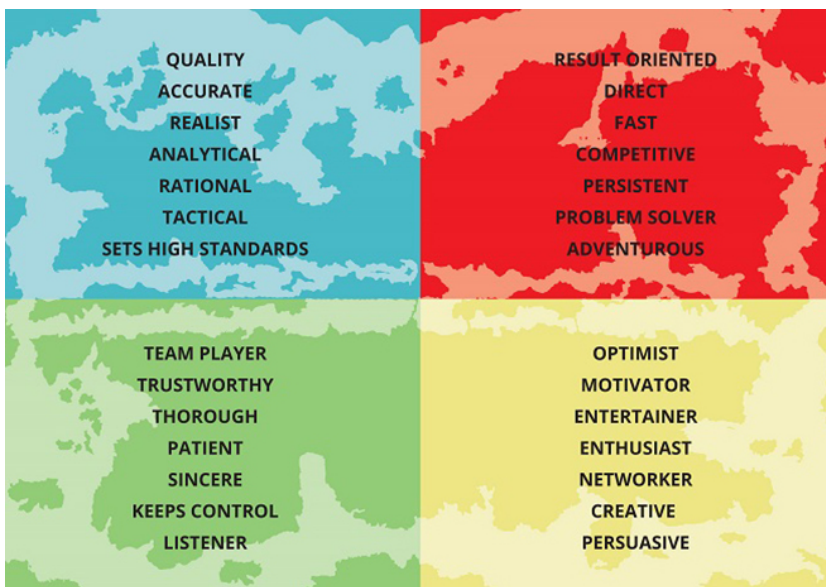 QUALITY
ACCURATE
REALIST
ANALYTICAL
RATIONAL
TACTICAL
SETS HIGH STANDARDS
RESULT ORIENTED
DIRECT
FAST
COMPETITIVE
PERSISTENT
PROBLEM SOLVER
ADVENTUROUS
TEAM PLAYER
TRUSTWORTHY
THOROUGH
PATIENT
SINCERE
KEEPS CONTROL
LISTENER
OPTIMIST
MOTIVATOR
ENTERTAINER
ENTHUSIAST
NETWORKER
CREATIVE
PERSUASIVE